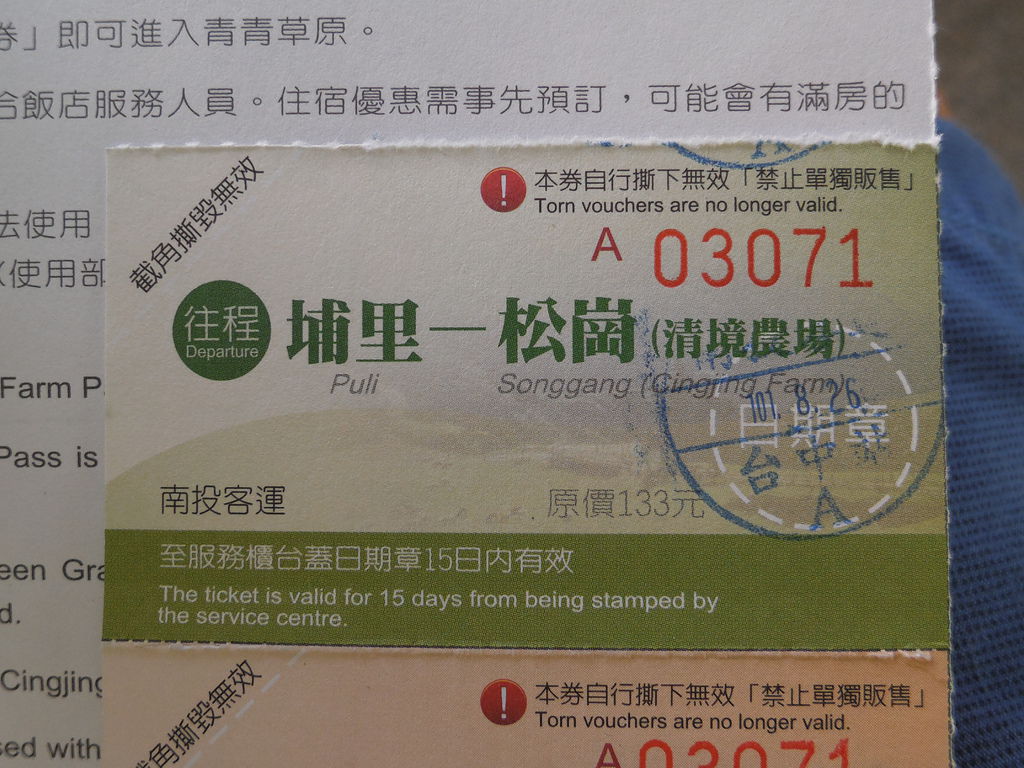 券」即可進入青青草原。
飯店服務人員。住宿優惠需事先預訂，可能會有滿房的
法使用
使用部
Farm P
Pass is
een Gra
d.
Cingjing
sed with
截角撕毀無效
本券自行撕下無效「禁止單獨販售」
Torn vouchers are no longer valid.
A 03071
往程 埔里－松崗(清境農場)
Departure Puli Songgang (Cingjing Farm)
101. 8. 26
日期章
台中
A
南投客運 原價133元
至服務櫃台蓋日期章15日內有效
The ticket is valid for 15 days from being stamped by
the service centre.
截角撕毀無效
本券自行撕下無效「禁止單獨販售」
Torn vouchers are no longer valid.
A 03071